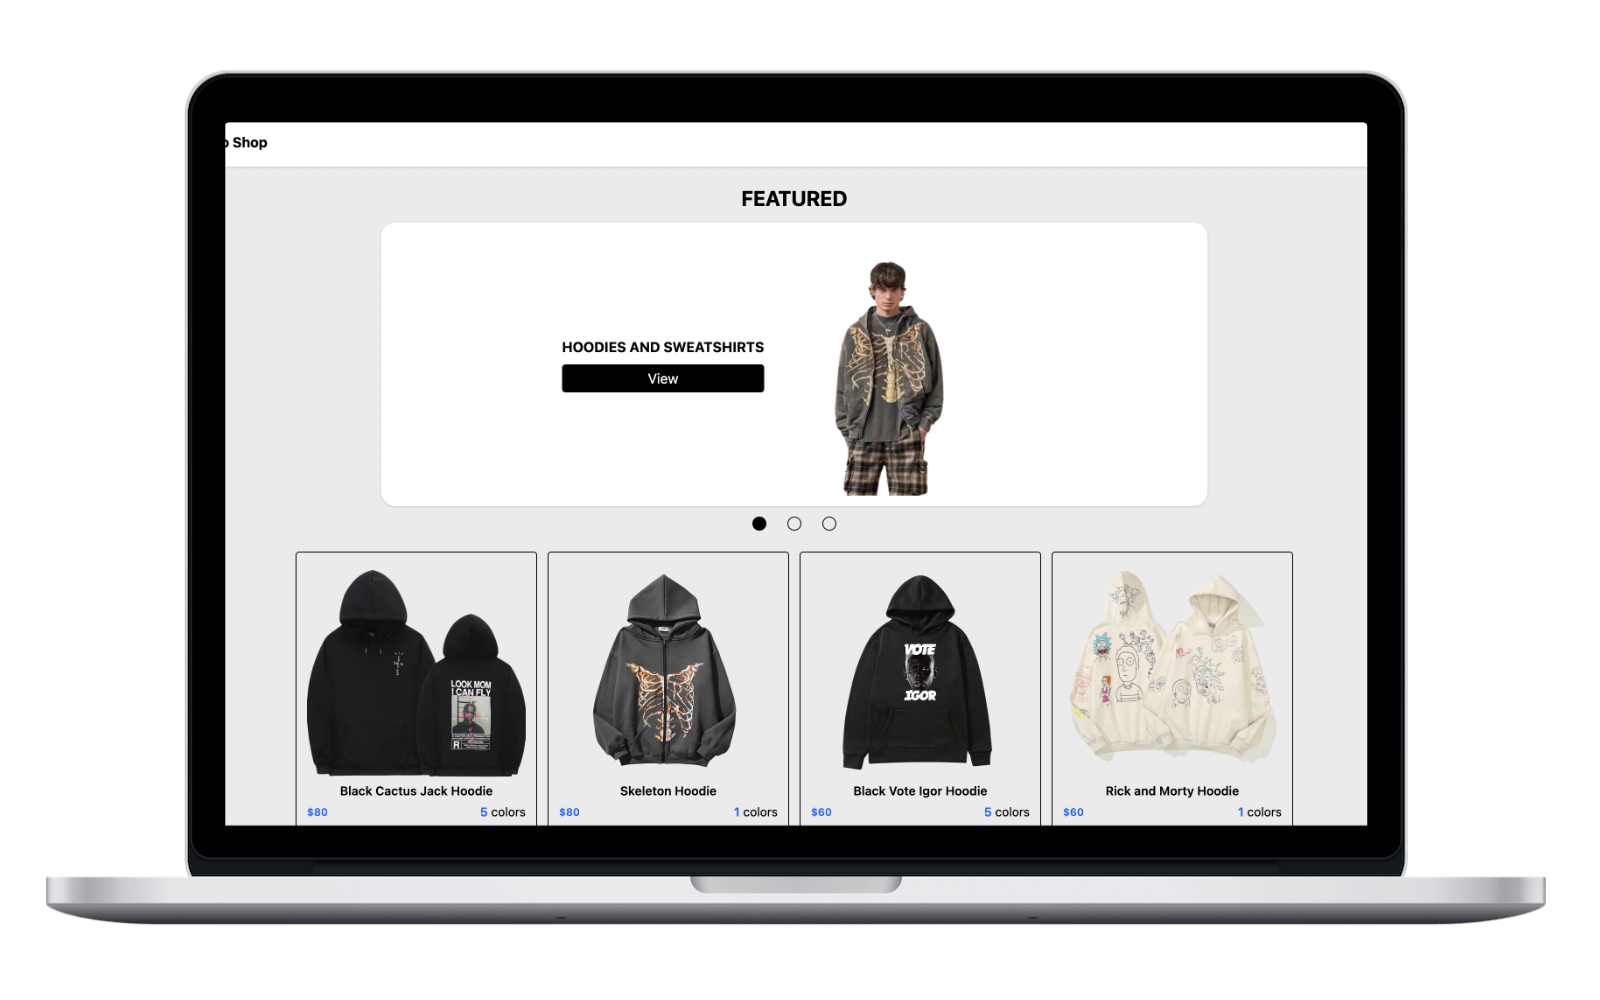 Shop
FEATURED
HOODIES AND SWEATSHIRTS
View
LOOK MOM
I CAN FLY
R
VOTE
IGOR
Black Cactus Jack Hoodie
$80
5 colors
Skeleton Hoodie
$80
1 colors
Black Vote Igor Hoodie
$60
5 colors
Rick and Morty Hoodie
$60
1 colors